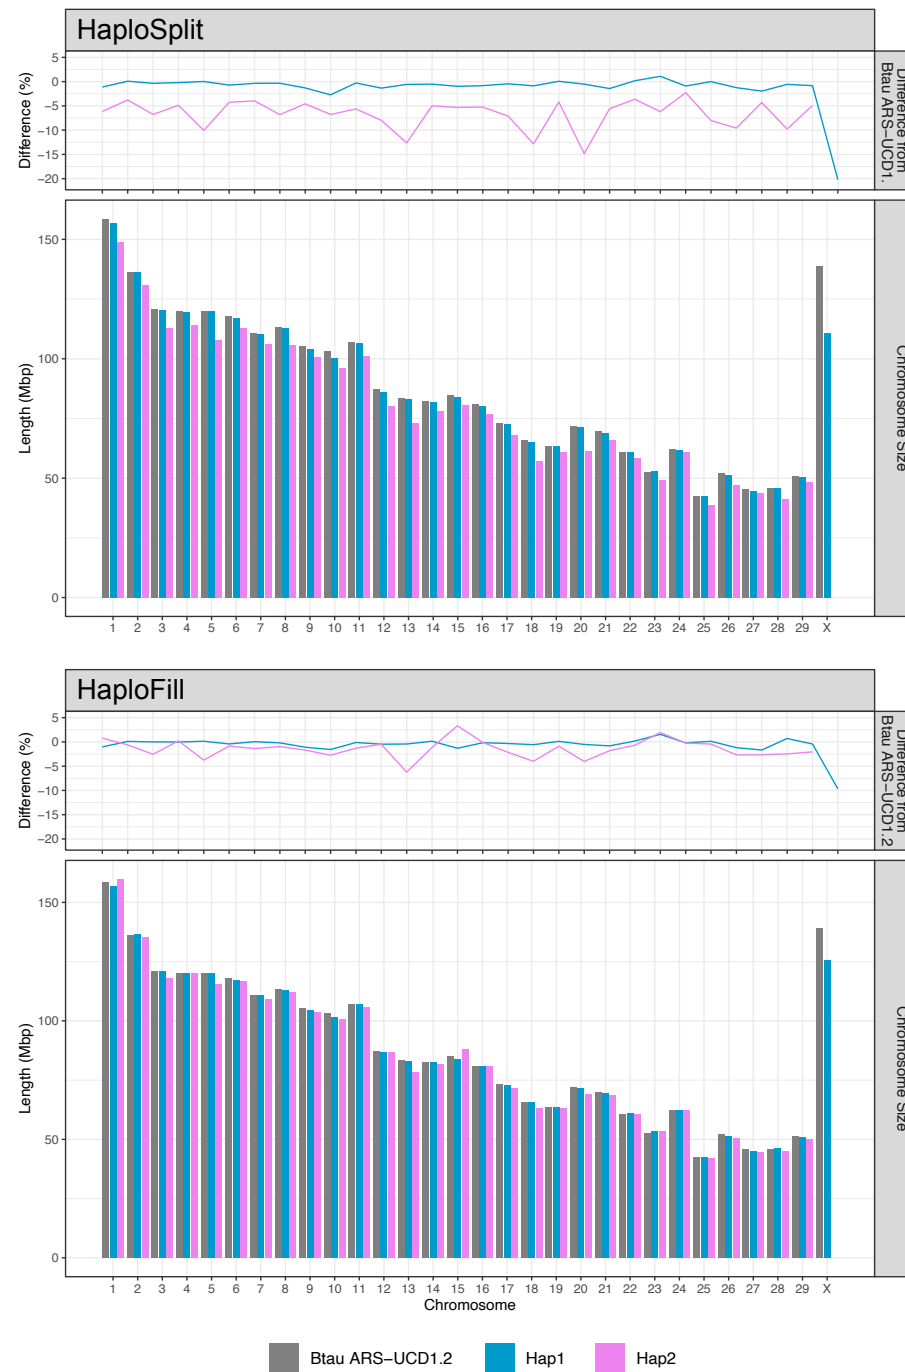 HaploSplit
5
0
−5
−10
−15
−20
Difference (%)
Difference from
Btau ARS−UCD1.
150
100
50
0
Length (Mbp)
Chromosome Size
1 2 3 4 5 6 7 8 9 10 11 12 13 14 15 16 17 18 19 20 21 22 23 24 25 26 27 28 29 X
HaploFill
5
0
−5
−10
−15
−20
Difference (%)
Difference from
Btau ARS−UCD1.2
150
100
50
0
Length (Mbp)
Chromosome Size
1 2 3 4 5 6 7 8 9 10 11 12 13 14 15 16 17 18 19 20 21 22 23 24 25 26 27 28 29 X
Chromosome
Btau ARS−UCD1.2 Hap1 Hap2